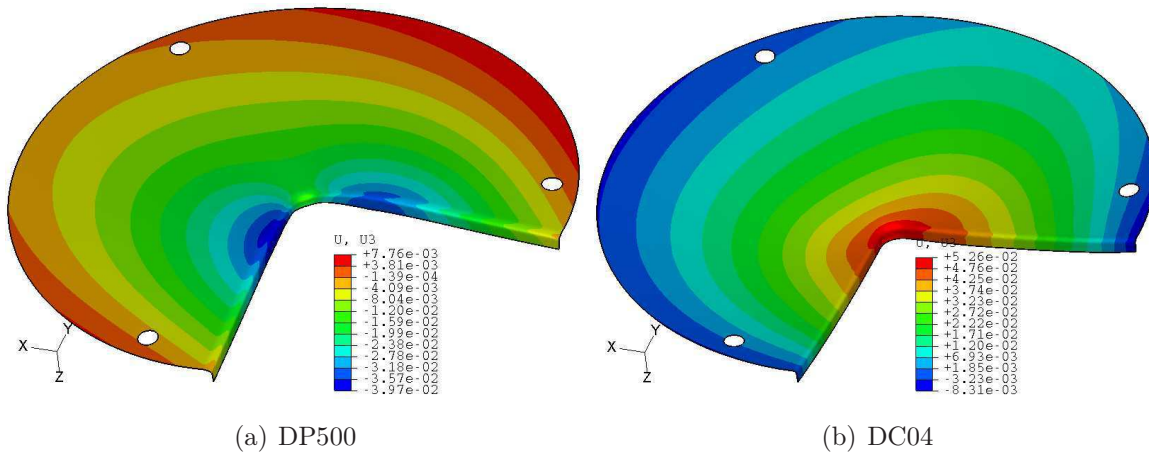 U, U3
+7.76e-03
+3.81e-03
-1.39e-04
-4.09e-03
-8.04e-03
-1.20e-02
-1.59e-02
-1.99e-02
-2.38e-02
-2.78e-02
-3.18e-02
-3.57e-02
-3.97e-02
X
Y
Z
(a) DP500
U, U3
+5.26e-02
+4.76e-02
+4.25e-02
+3.74e-02
+3.23e-02
+2.72e-02
+2.22e-02
+1.71e-02
+1.20e-02
+6.93e-03
+1.85e-03
-3.23e-03
-8.31e-03
X
Y
Z
(b) DC04